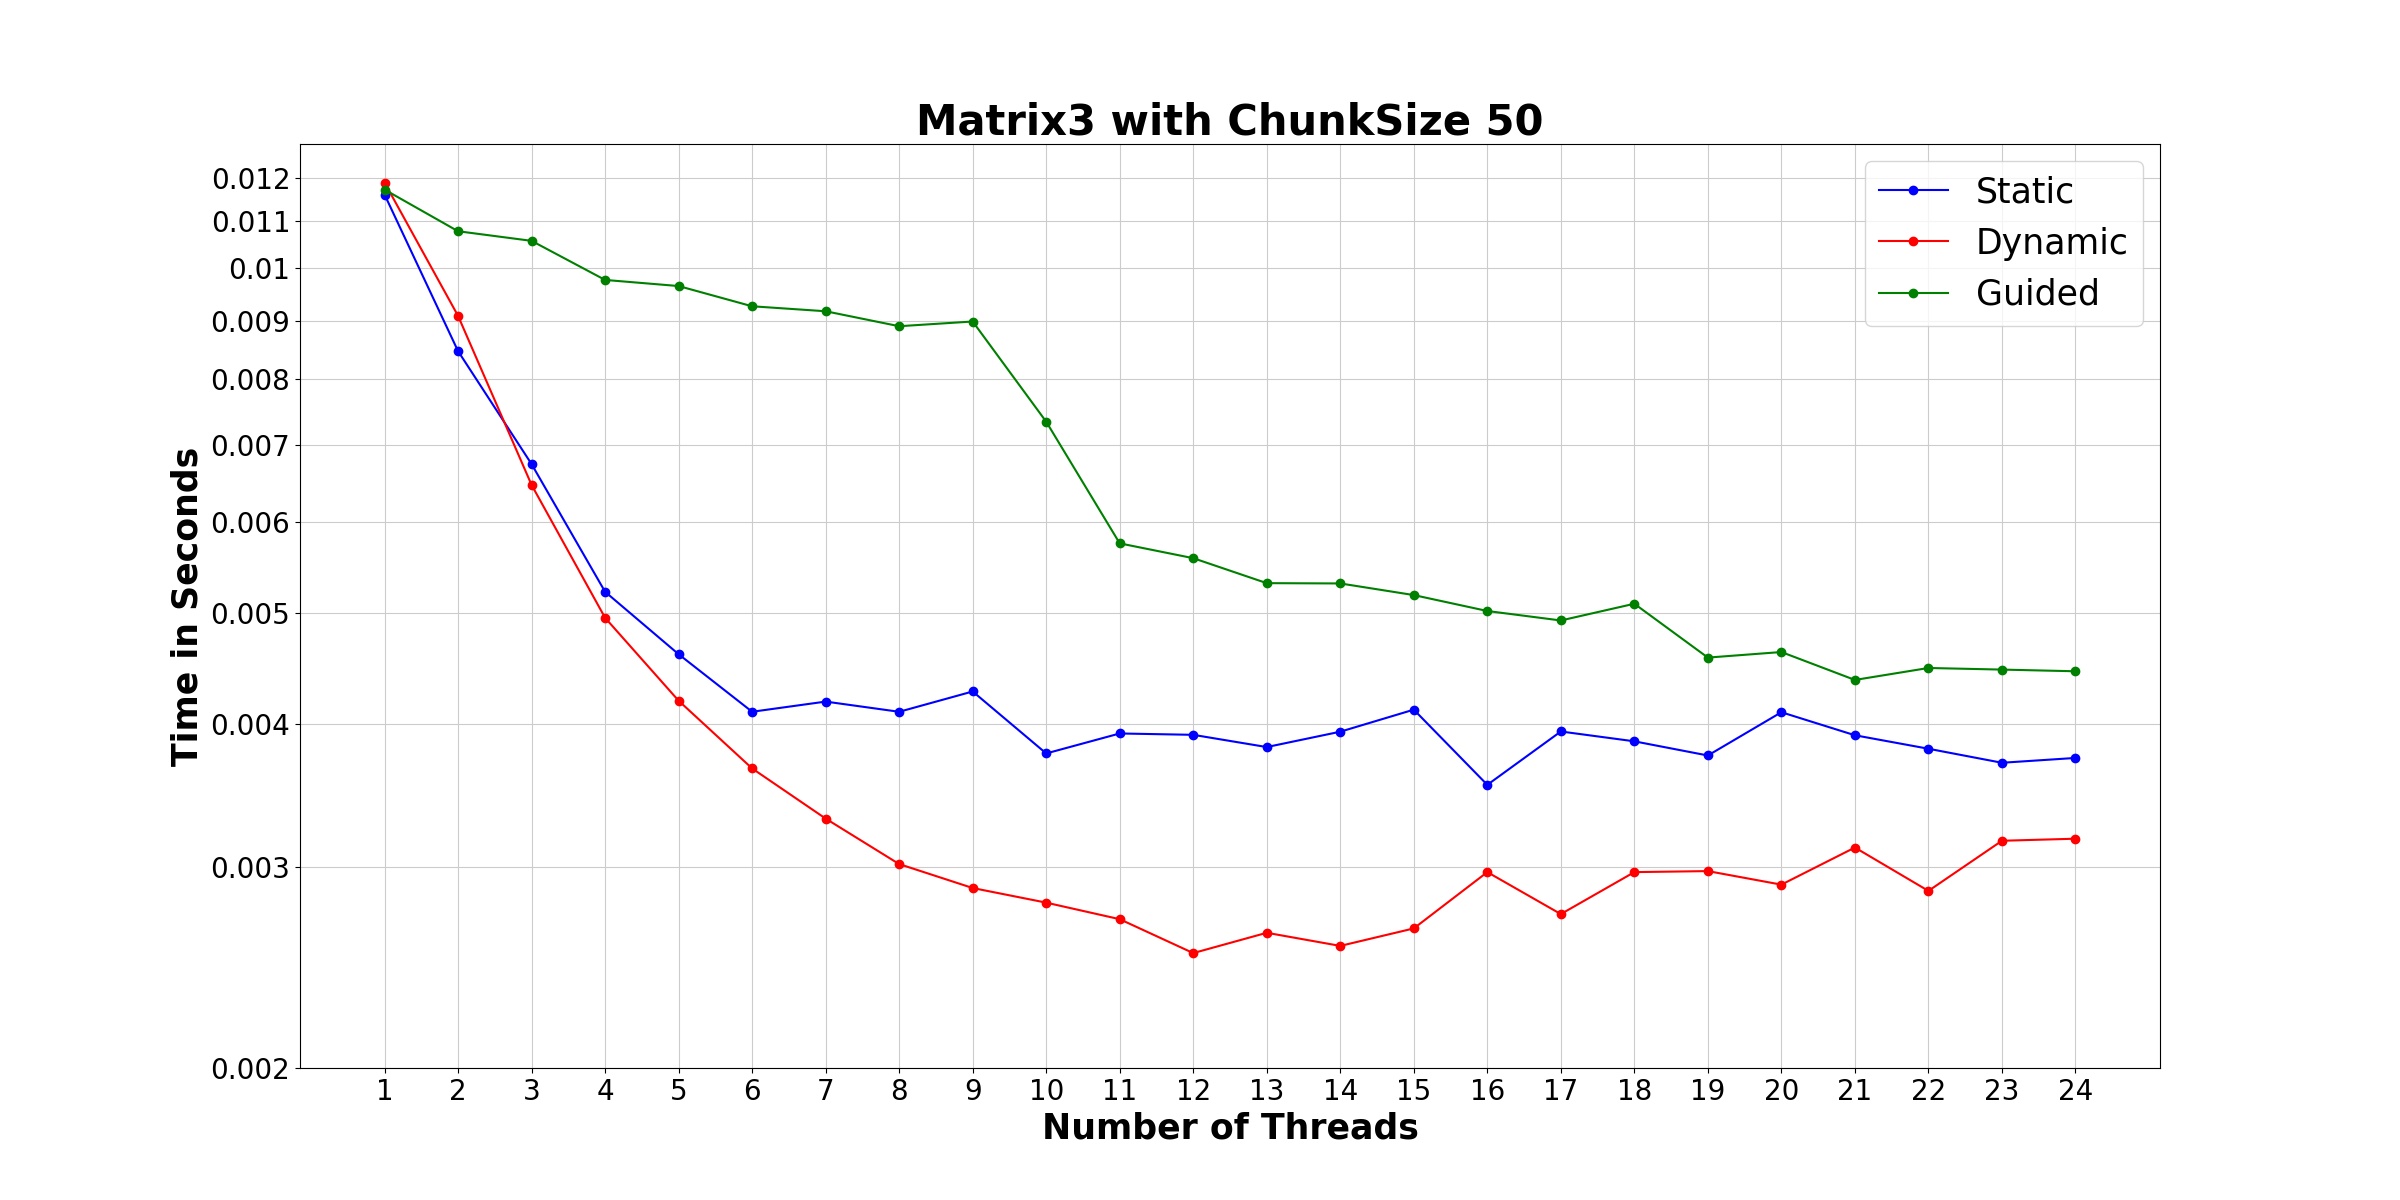 Matrix3 with ChunkSize 50
Static
Dynamic
Guided
Time in Seconds
0.012
0.011
0.01
0.009
0.008
0.007
0.006
0.005
0.004
0.003
0.002
1 2 3 4 5 6 7 8 9 10 11 12 13 14 15 16 17 18 19 20 21 22 23 24
Number of Threads